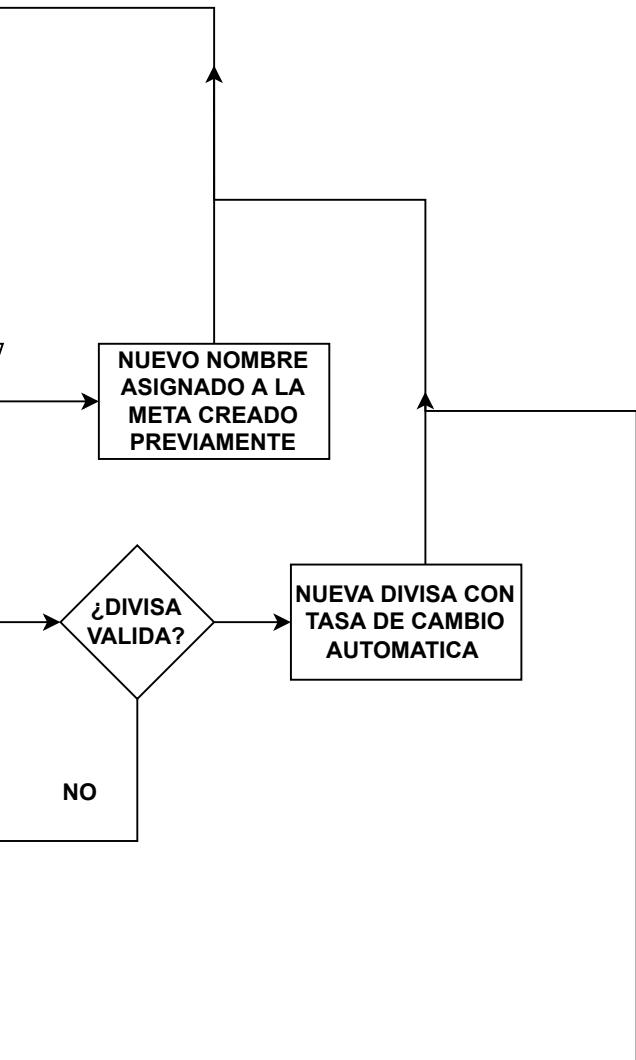 NUEVO NOMBRE
ASIGNADO A LA
META CREADO
PREVIAMENTE
¿DIVISA
VALIDA?
NUEVA DIVISA CON
TASA DE CAMBIO
AUTOMATICA
NO